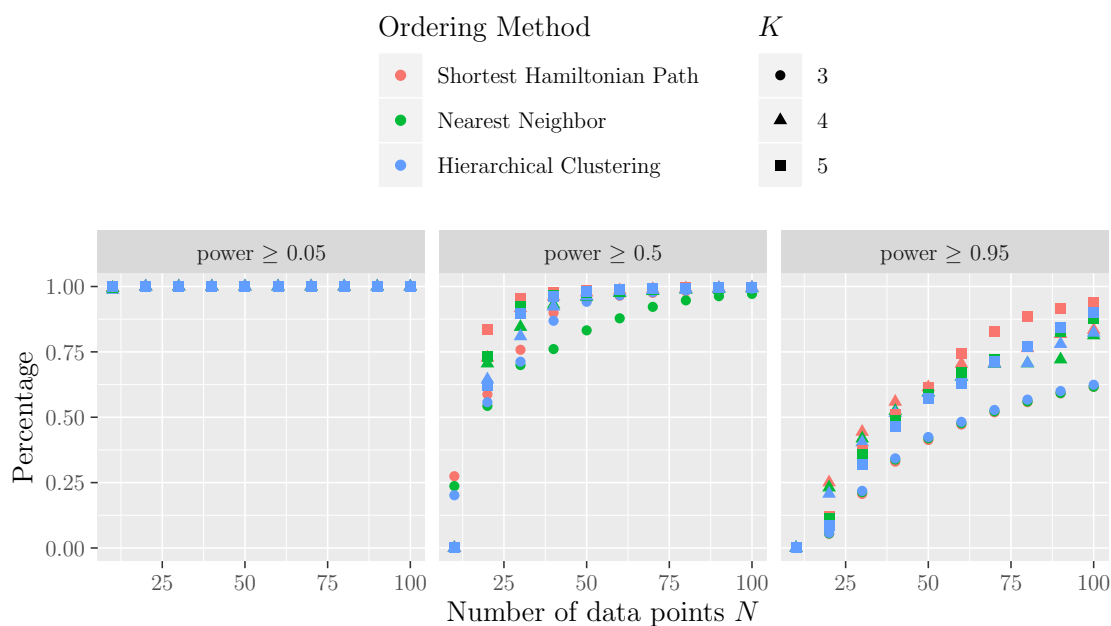 Ordering Method
Shortest Hamiltonian Path
Nearest Neighbor
Hierarchical Clustering
K
3
4
5
power ≥ 0.05
power ≥ 0.5
power ≥ 0.95
Percentage
1.00
0.75
0.50
0.25
0.00
25 50 75 100
25 50 75 100
25 50 75 100
Number of data points N